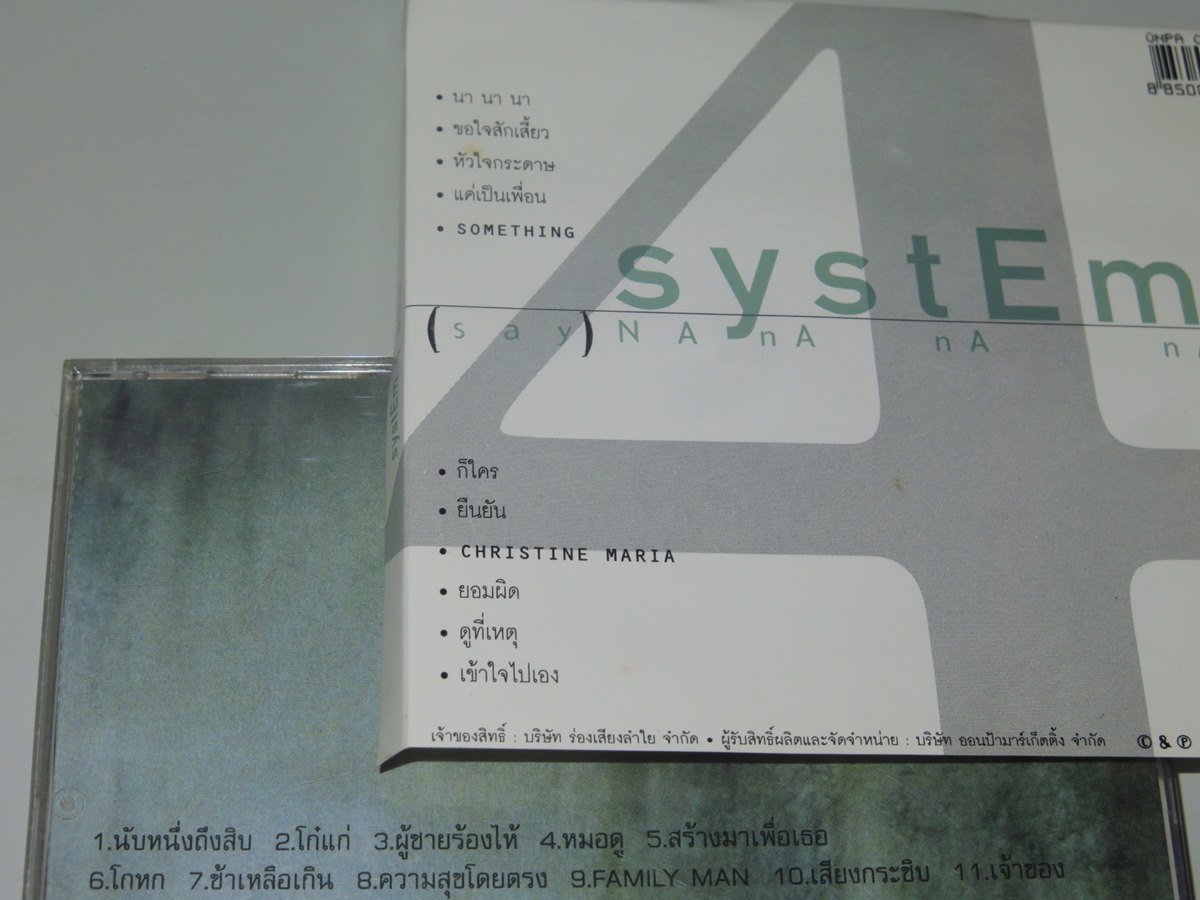 ONPA
• นา นา นา
• ขอใจสักเสี้ยว
• หัวใจกระดาษ
• แค่เป็นเพื่อน
• SOMETHING
systEm
(say) NA nA nA
• ก็ใคร
• ยืนยัน
• CHRISTINE MARIA
• ยอมผิด
• ดูที่เหตุ
• เข้าใจไปเอง
เจ้าของสิทธิ์ : บริษัท ร่องเสียงลำใย จำกัด • ผู้รับสิทธิ์ผลิตและจัดจำหน่าย : บริษัท ออนป้ามาร์เก็ตติ้ง จำกัด © & ℗
1.นับหนึ่งถึงสิบ 2.โก๋แก่ 3.ผู้ชายร้องไห้ 4.หมอดู 5.สร้างมาเพื่อเธอ
6.โกหก 7.ช้าเหลือเกิน 8.ความสุขโดยตรง 9.FAMILY MAN 10.เสียงกระซิบ 11.เจ้าของ